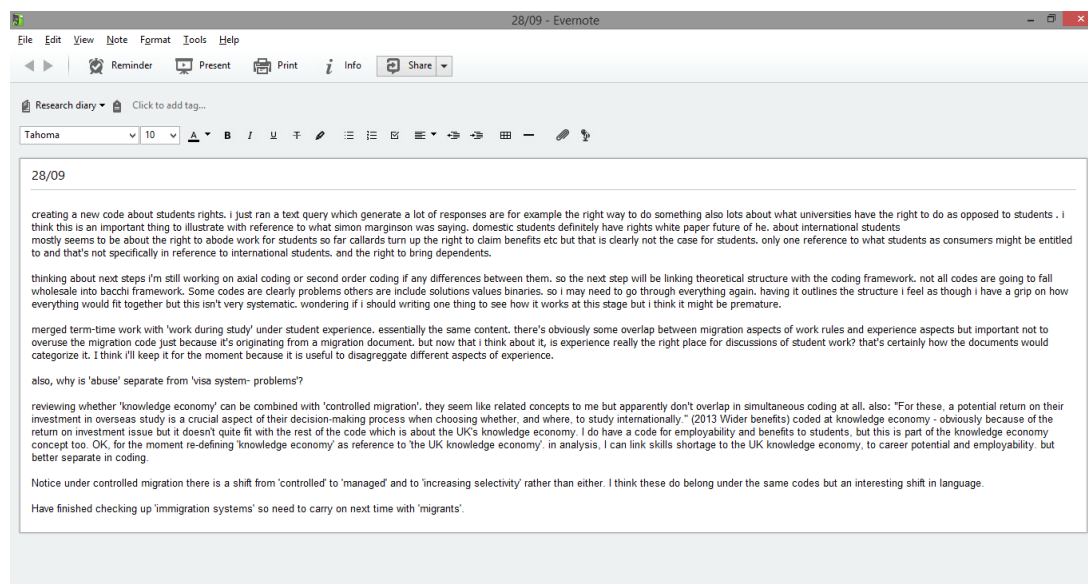 28/09 - Evernote
File Edit View Note Format Tools Help
Reminder Present Print i Info Share
Research diary Click to add tag...
Tahoma 10 A B I U T
28/09
creating a new code about students rights. i just ran a text query which generate a lot of responses are for example the right way to do something also lots about what universities have the right to do as opposed to students . i
think this is an important thing to illustrate with reference to what simon marginson was saying. domestic students definitely have rights white paper future of he. about international students
mostly seems to be about the right to abode work for students so far callards turn up the right to claim benefits etc but that is clearly not the case for students. only one reference to what students as consumers might be entitled
to and that's not specifically in reference to international students. and the right to bring dependents.
thinking about next steps i'm still working on axial coding or second order coding if any differences between them. so the next step will be linking theoretical structure with the coding framework. not all codes are going to fall
wholesale into bacchi framework. Some codes are clearly problems others are include solutions values binaries. so i may need to go through everything again. having it outlines the structure i feel as though i have a grip on how
everything would fit together but this isn't very systematic. wondering if i should writing one thing to see how it works at this stage but i think it might be premature.
merged term-time work with 'work during study' under student experience. essentially the same content. there's obviously some overlap between migration aspects of work rules and experience aspects but important not to
overuse the migration code just because it's originating from a migration document. but now that i think about it, is experience really the right place for discussions of student work? that's certainly how the documents would
categorize it. I think i'll keep it for the moment because it is useful to disagreggate different aspects of experience.
also, why is 'abuse' separate from 'visa system- problems'?
reviewing whether 'knowledge economy' can be combined with 'controlled migration'. they seem like related concepts to me but apparently don't overlap in simultaneous coding at all. also: "For these, a potential return on their
investment in overseas study is a crucial aspect of their decision-making process when choosing whether, and where, to study internationally." (2013 Wider benefits) coded at knowledge economy - obviously because of the
return on investment issue but it doesn't quite fit with the rest of the code which is about the UK's knowledge economy. I do have a code for employability and benefits to students, but this is part of the knowledge economy
concept too. OK, for the moment re-defining 'knowledge economy' as reference to 'the UK knowledge economy'. in analysis, I can link skills shortage to the UK knowledge economy, to career potential and employability. but
better separate in coding.
Notice under controlled migration there is a shift from 'controlled' to 'managed' and to 'increasing selectivity' rather than either. I think these do belong under the same codes but an interesting shift in language.
Have finished checking up 'immigration systems' so need to carry on next time with 'migrants'.